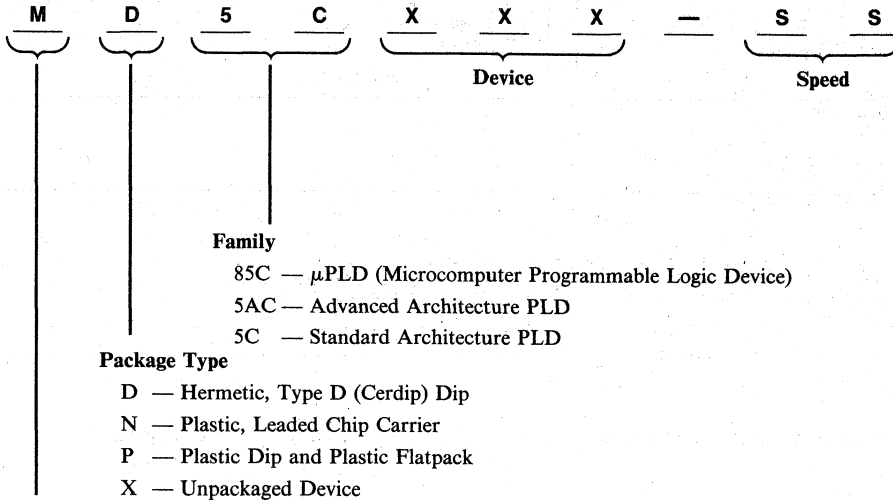 M D 5 C X X X — S S
Device Speed
Family
85C — μPLD (Microcomputer Programmable Logic Device)
5AC — Advanced Architecture PLD
5C — Standard Architecture PLD
Package Type
D — Hermetic, Type D (Cerdip) Dip
N — Plastic, Leaded Chip Carrier
P — Plastic Dip and Plastic Flatpack
X — Unpackaged Device